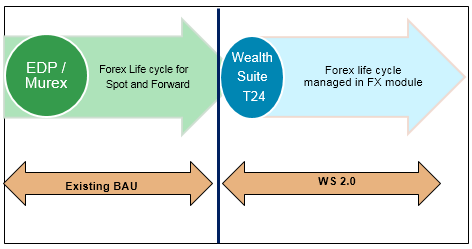 EDP /
Murex
Forex Life cycle for
Spot and Forward
Wealth
Suite
T24
Forex life cycle
managed in FX module
Existing BAU
WS 2.0